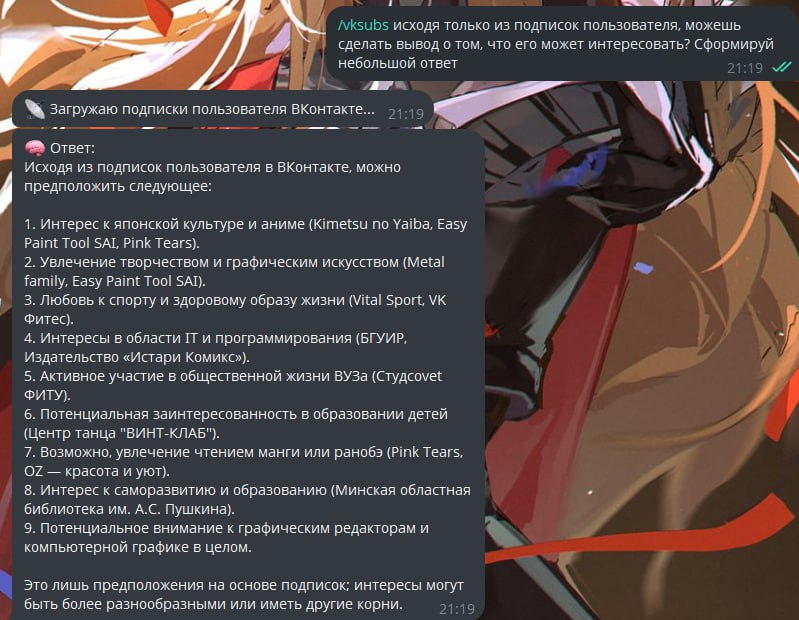 /vksubs исходя только из подписок пользователя, можешь
сделать вывод о том, что его может интересовать? Сформируй
небольшой ответ
21:19
Загружаю подписки пользователя ВКонтакте...
21:19
Ответ:
Исходя из подписок пользователя в ВКонтакте, можно
предположить следующее:
1. Интерес к японской культуре и аниме (Kimetsu no Yaiba, Easy
Paint Tool SAI, Pink Tears).
2. Увлечение творчеством и графическим искусством (Metal
family, Easy Paint Tool SAI).
3. Любовь к спорту и здоровому образу жизни (Vital Sport, VK
Фитес).
4. Интересы в области IT и программирования (БГУИР,
Издательство «Истари Комикс»).
5. Активное участие в общественной жизни ВУЗа (Студсovet
ФИТУ).
6. Потенциальная заинтересованность в образовании детей
(Центр танца "ВИНТ-КЛАБ").
7. Возможно, увлечение чтением манги или ранобэ (Pink Tears,
OZ — красота и уют).
8. Интерес к саморазвитию и образованию (Минская областная
библиотека им. А.С. Пушкина).
9. Потенциальное внимание к графическим редакторам и
компьютерной графике в целом.
Это лишь предположения на основе подписок; интересы могут
быть более разнообразными или иметь другие корни.
21:19